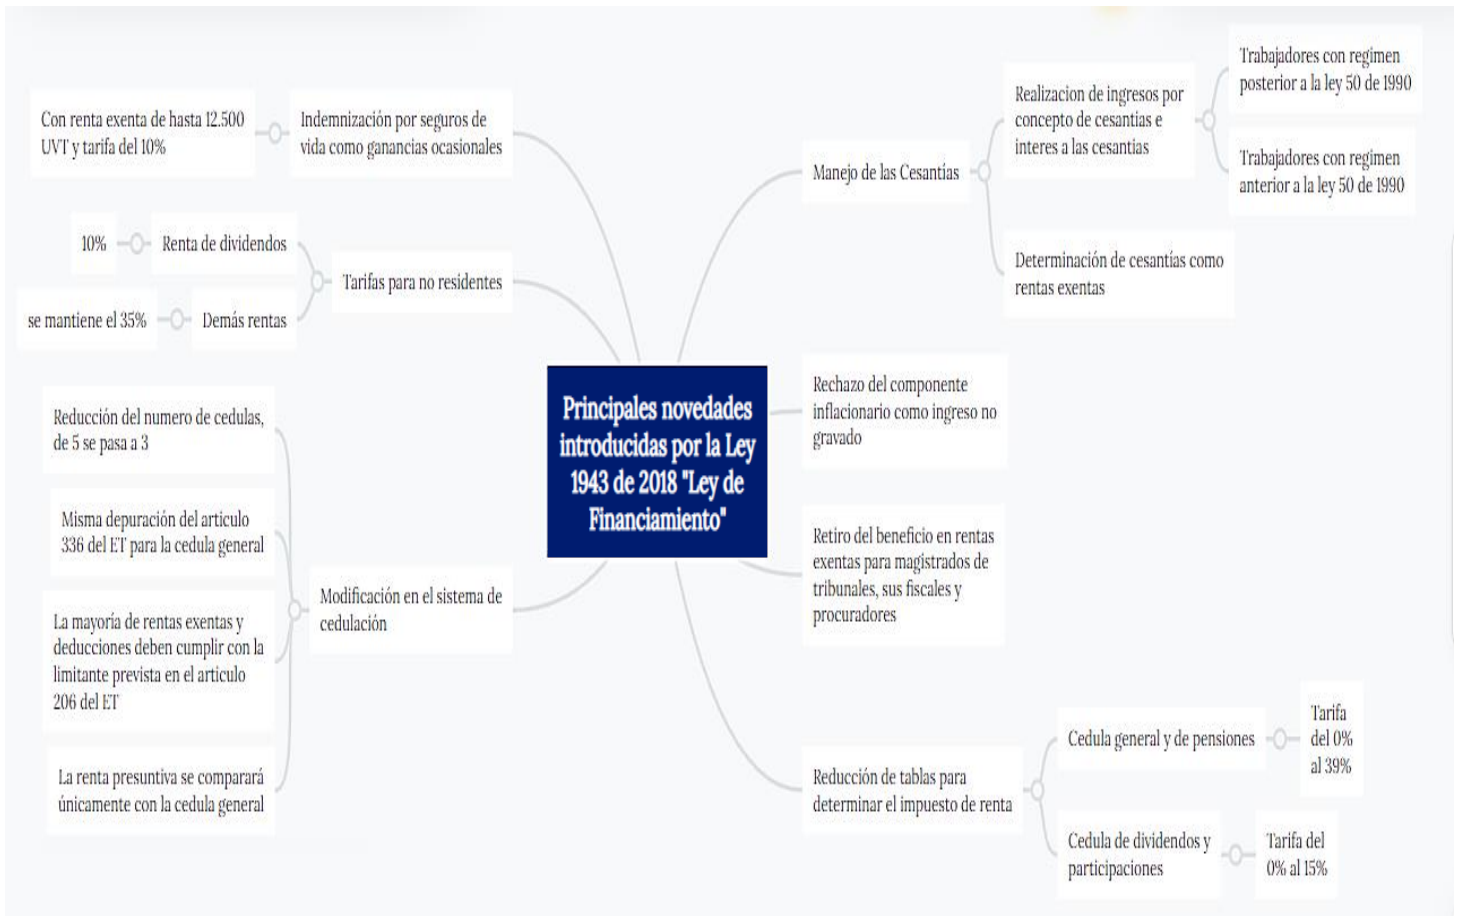 Principales novedades
introducidas por la Ley
1943 de 2018 "Ley de
Financiamiento"
Indemnización por seguros de
vida como ganancias ocasionales
Con renta exenta de hasta 12.500
UVT y tarifa del 10%
Tarifas para no residentes
Renta de dividendos
10%
Demás rentas
se mantiene el 35%
Modificación en el sistema de
cedulación
Reducción del numero de cedulas,
de 5 se pasa a 3
Misma depuración del articulo
336 del ET para la cedula general
La mayoría de rentas exentas y
deducciones deben cumplir con la
limitante prevista en el articulo
206 del ET
La renta presuntiva se comparará
únicamente con la cedula general
Manejo de las Cesantías
Realizacion de ingresos por
concepto de cesantias e
interes a las cesantias
Trabajadores con regimen
posterior a la ley 50 de 1990
Trabajadores con regimen
anterior a la ley 50 de 1990
Determinación de cesantías como
rentas exentas
Rechazo del componente
inflacionario como ingreso no
gravado
Retiro del beneficio en rentas
exentas para magistrados de
tribunales, sus fiscales y
procuradores
Reducción de tablas para
determinar el impuesto de renta
Cedula general y de pensiones
Tarifa
del 0%
al 39%
Cedula de dividendos y
participaciones
Tarifa del
0% al 15%